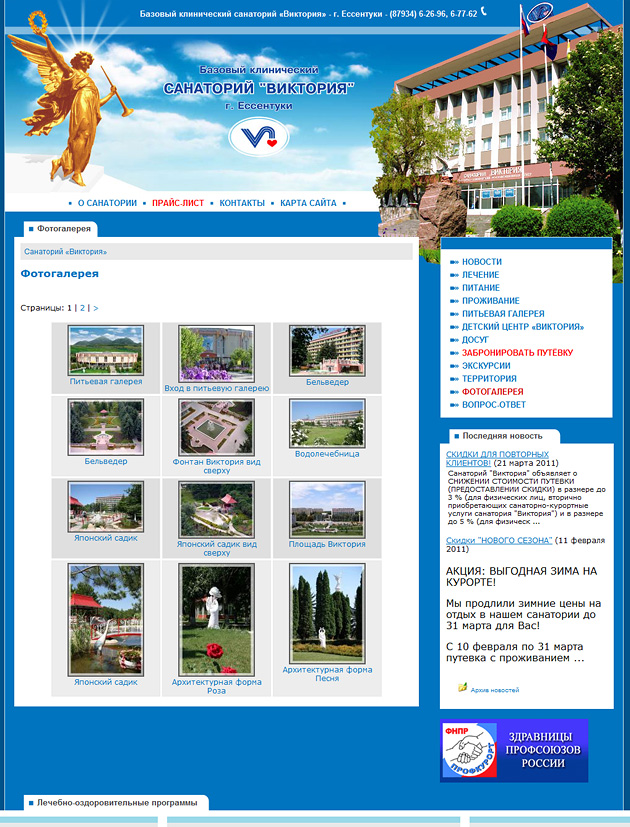 Базовый клинический санаторий «Виктория» - г. Ессентуки - (87934) 6-26-96, 6-77-62
Базовый клинический
САНАТОРИЙ "ВИКТОРИЯ"
г. Ессентуки
О САНАТОРИИ
ПРАЙС-ЛИСТ
КОНТАКТЫ
КАРТА САЙТА
Фотогалерея
Санаторий «Виктория»
Фотогалерея
Страницы: 1 | 2 | >
Питьевая галерея
Вход в питьевую галерею
Бельведер
Бельведер
Фонтан Виктория вид
сверху
Водолечебница
Японский садик
Японский садик вид
сверху
Площадь Виктория
Японский садик
Архитектурная форма
Роза
Архитектурная форма
Песня
НОВОСТИ
ЛЕЧЕНИЕ
ПИТАНИЕ
ПРОЖИВАНИЕ
ПИТЬЕВАЯ ГАЛЕРЕЯ
ДЕТСКИЙ ЦЕНТР «ВИКТОРИЯ»
ДОСУГ
ЗАБРОНИРОВАТЬ ПУТЁВКУ
ЭКСКУРСИИ
ТЕРРИТОРИЯ
ФОТОГАЛЕРЕЯ
ВОПРОС-ОТВЕТ
Последняя новость
СКИДКИ ДЛЯ ПОВТОРНЫХ
КЛИЕНТОВ! (21 марта 2011)
Санаторий "Виктория" объявляет о
СНИЖЕНИИ СТОИМОСТИ ПУТЕВКИ
(ПРЕДОСТАВЛЕНИИ СКИДКИ) в размере до
3 % (для физических лиц, вторично
приобретающих санаторно-курортные
услуги санатория "Виктория") и в размере
до 5 % (для физическ ...
Скидки "НОВОГО СЕЗОНА" (11 февраля
2011)
АКЦИЯ: ВЫГОДНАЯ ЗИМА НА
КУРОРТЕ!
Мы продлили зимние цены на
отдых в нашем санатории до
31 марта для Вас!
С 10 февраля по 31 марта
путевка с проживанием ...
Архив новостей
ФНПР
ПРОФКУРОРТ
ЗДРАВНИЦЫ
ПРОФСОЮЗОВ
РОССИИ
Лечебно-оздоровительные программы